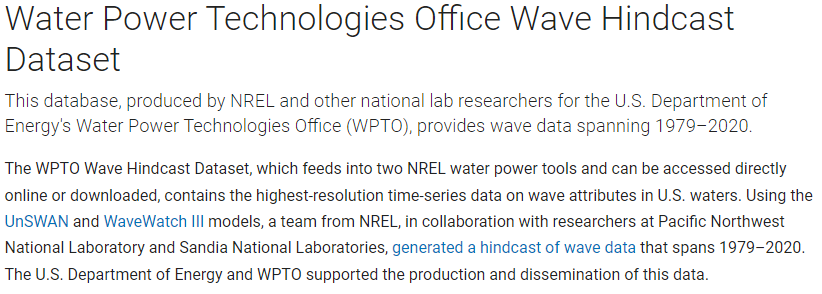 Water Power Technologies Office Wave Hindcast
Dataset
This database, produced by NREL and other national lab researchers for the U.S. Department of
Energy's Water Power Technologies Office (WPTO), provides wave data spanning 1979–2020.
The WPTO Wave Hindcast Dataset, which feeds into two NREL water power tools and can be accessed directly
online or downloaded, contains the highest-resolution time-series data on wave attributes in U.S. waters. Using the
UnSWAN and WaveWatch III models, a team from NREL, in collaboration with researchers at Pacific Northwest
National Laboratory and Sandia National Laboratories, generated a hindcast of wave data that spans 1979–2020.
The U.S. Department of Energy and WPTO supported the production and dissemination of this data.